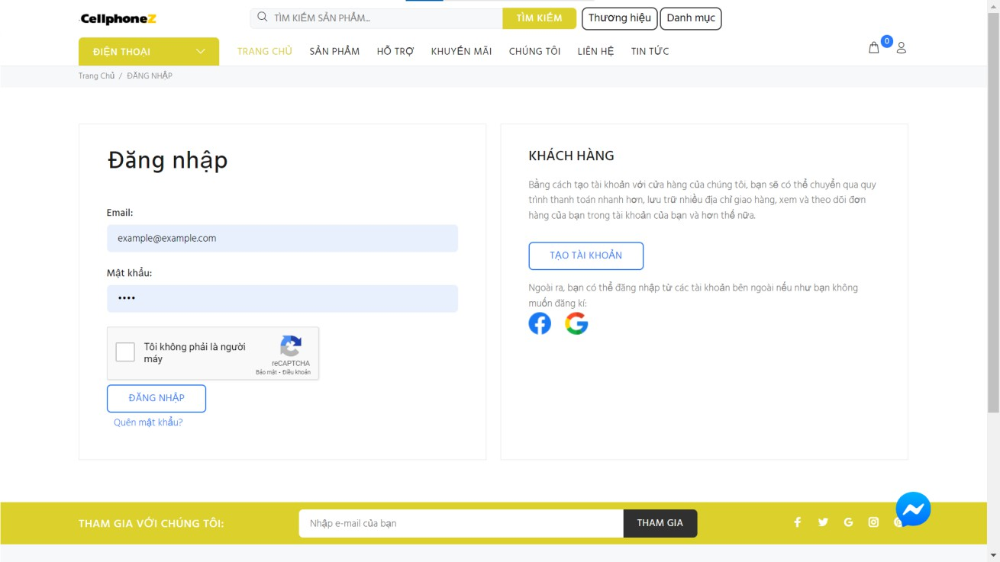 CellphoneZ
TÌM KIẾM SẢN PHẨM...
TÌM KIẾM
Thương hiệu
Danh mục
ĐIỆN THOẠI
TRANG CHỦ
SẢN PHẨM
HỖ TRỢ
KHUYẾN MÃI
CHÚNG TÔI
LIÊN HỆ
TIN TỨC
0
Trang Chủ / ĐĂNG NHẬP
Đăng nhập
Email:
example@example.com
Mật khẩu:
••••
Tôi không phải là người
máy
reCAPTCHA
Bảo mật - Điều khoản
ĐĂNG NHẬP
Quên mật khẩu?
KHÁCH HÀNG
Bằng cách tạo tài khoản với cửa hàng của chúng tôi, bạn sẽ có thể chuyển qua quy
trình thanh toán nhanh hơn, lưu trữ nhiều địa chỉ giao hàng, xem và theo dõi đơn
hàng của bạn trong tài khoản của bạn và hơn thế nữa.
TẠO TÀI KHOẢN
Ngoài ra, bạn có thể đăng nhập từ các tài khoản bên ngoài nếu như bạn không
muốn đăng kí:
THAM GIA VỚI CHÚNG TÔI:
Nhập e-mail của bạn
THAM GIA